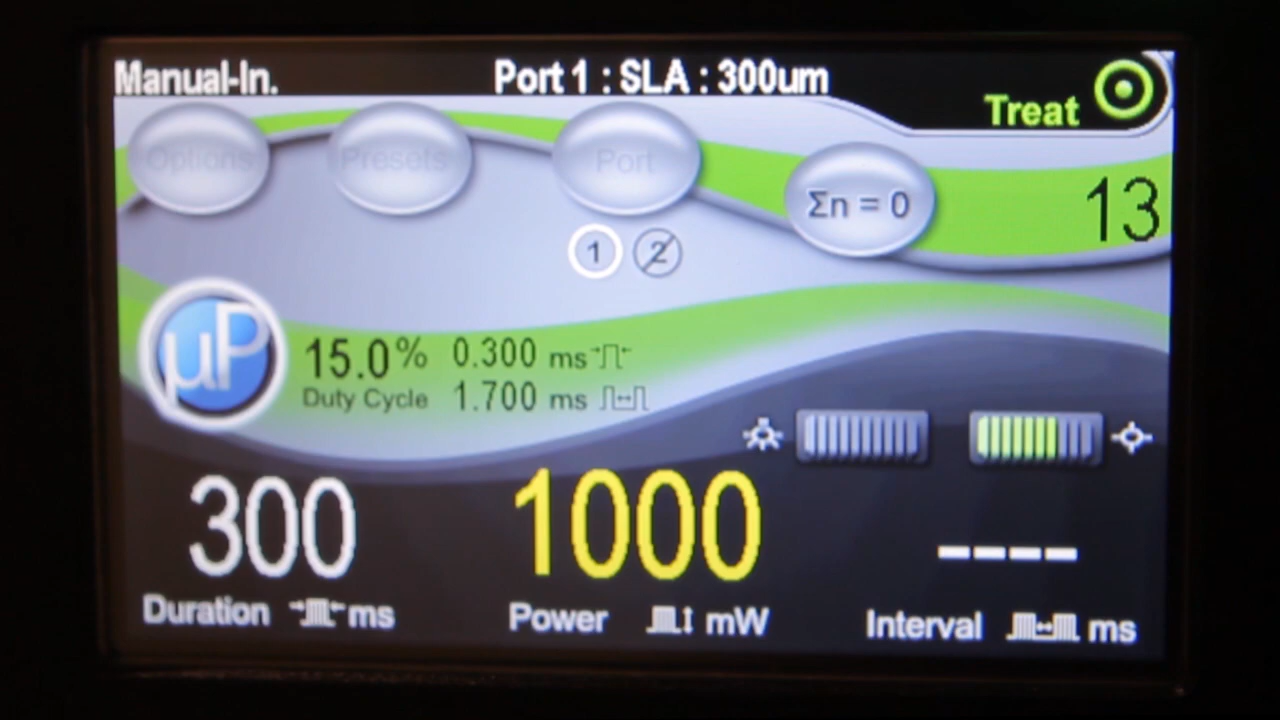 Manual-In.
Port 1 : SLA : 300um
Treat
Options
Presets
Port
Σn = 0
13
1
2
µP
15.0%
0.300 ms
Duty Cycle
1.700 ms
300
1000
----
Duration ms
Power mW
Interval ms